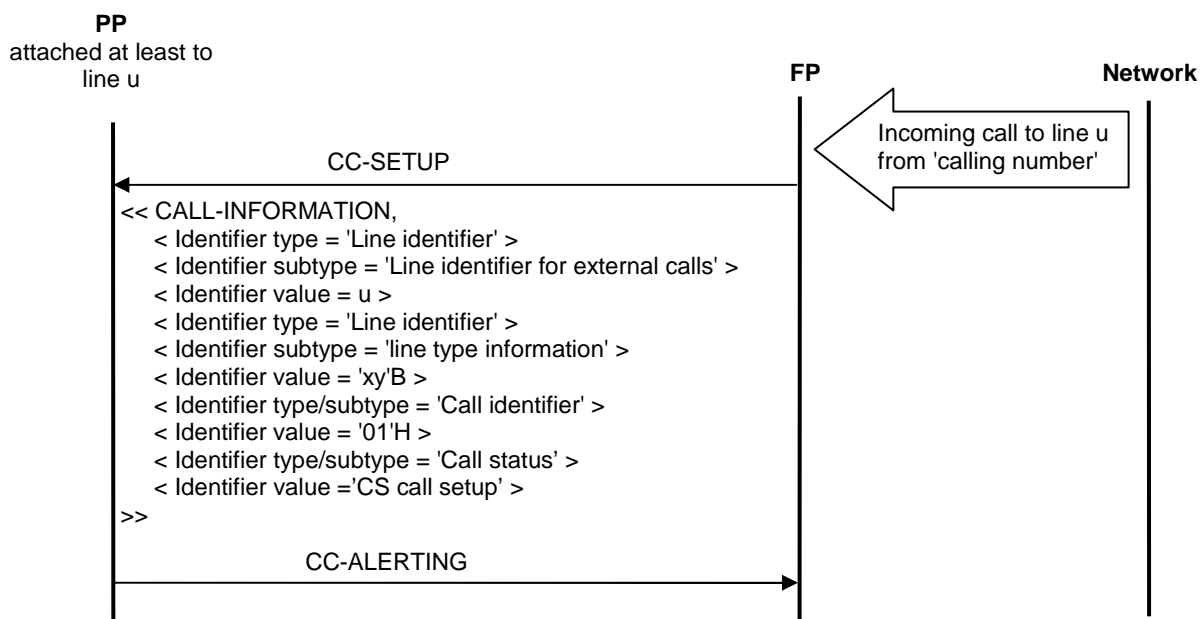 PP
attached at least to
line u
FP
Network
Incoming call to line u
from 'calling number'
CC-SETUP
<< CALL-INFORMATION,
< Identifier type = 'Line identifier' >
< Identifier subtype = 'Line identifier for external calls' >
< Identifier value = u >
< Identifier type = 'Line identifier' >
< Identifier subtype = 'line type information' >
< Identifier value = 'xy'B >
< Identifier type/subtype = 'Call identifier' >
< Identifier value = '01'H >
< Identifier type/subtype = 'Call status’ >
< Identifier value =’CS call setup’ >
>>
CC-ALERTING